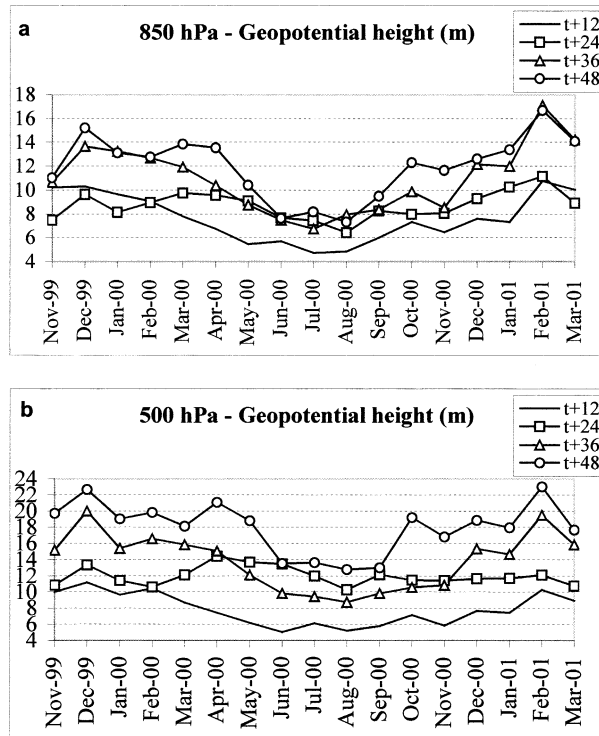 a
850 hPa - Geopotential height (m)
t+12
t+24
t+36
t+48
18
16
14
12
10
8
6
4
Nov-99
Dec-99
Jan-00
Feb-00
Mar-00
Apr-00
May-00
Jun-00
Jul-00
Aug-00
Sep-00
Oct-00
Nov-00
Dec-00
Jan-01
Feb-01
Mar-01
b
500 hPa - Geopotential height (m)
t+12
t+24
t+36
t+48
24
22
20
18
16
14
12
10
8
6
4
Nov-99
Dec-99
Jan-00
Feb-00
Mar-00
Apr-00
May-00
Jun-00
Jul-00
Aug-00
Sep-00
Oct-00
Nov-00
Dec-00
Jan-01
Feb-01
Mar-01